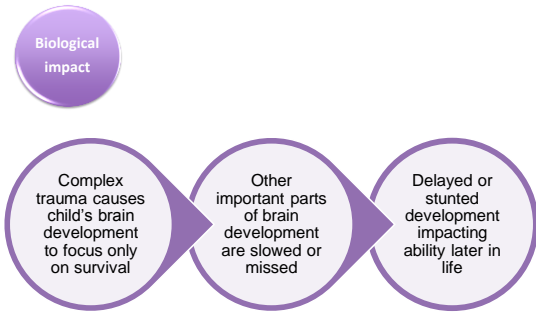 Biological
impact
Complex
trauma causes
child's brain
development
to focus only
on survival
Other
important parts
of brain
development
are slowed or
missed
Delayed or
stunted
development
impacting
ability later in
life